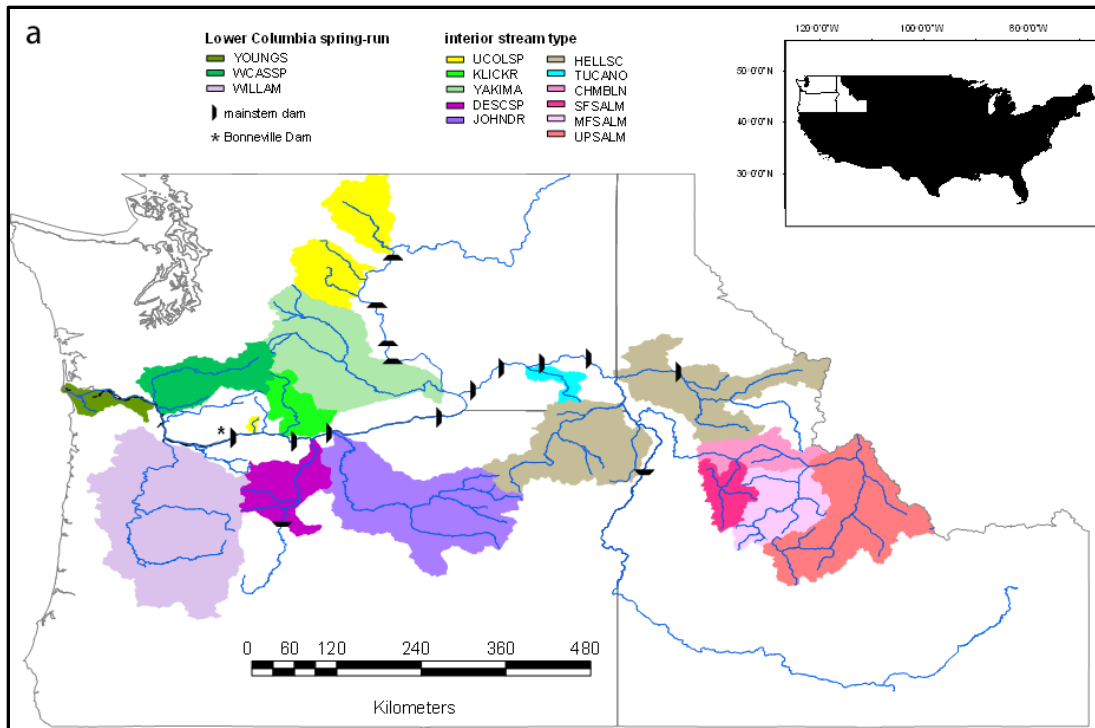 a
Lower Columbia spring-run
YOUNGS
WCASSP
WILLAM
mainstem dam
* Bonneville Dam
interior stream type
UCOLSP
KLICKR
YAKIMA
DESCSP
JOHNDR
HELLSC
TUCANO
CHMBLN
SFSALM
MFSALM
UPSALM
120°0'0"W 100°0'0"W 80°0'0"W
50°0'0"N
40°0'0"N
30°0'0"N
*
0 60 120 240 360 480
Kilometers